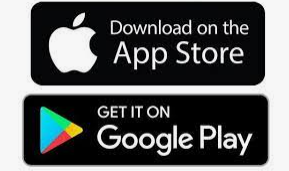 Download on the
App Store
GET IT ON
Google Play